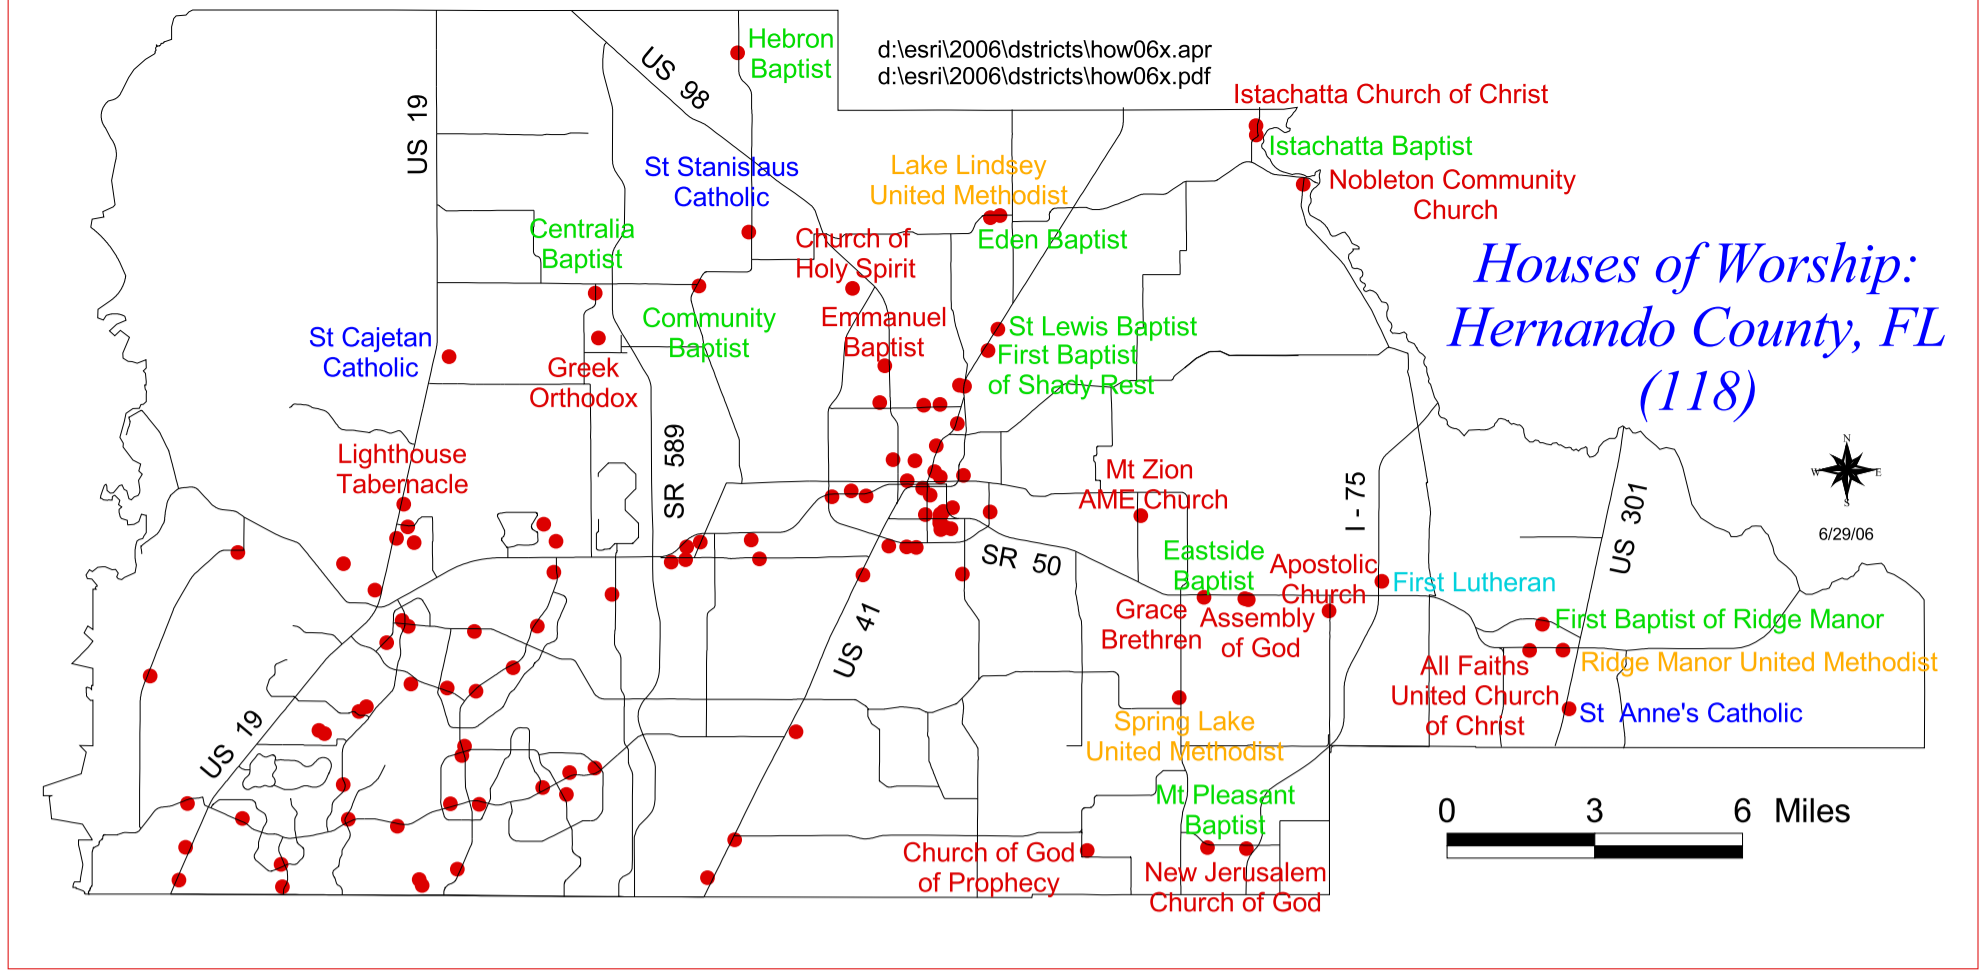 Hebron
Baptist
d:\esri\2006\dstricts\how06x.apr
d:\esri\2006\dstricts\how06x.pdf
US 98
US 19
Istachatta Church of Christ
Istachatta Baptist
St Stanislaus
Catholic
Lake Lindsey
United Methodist
Nobleton Community
Church
Centralia
Baptist
Church of
Holy Spirit
Eden Baptist
Houses of Worship:
Hernando County, FL
(118)
St Cajetan
Catholic
Community
Baptist
Emmanuel
Baptist
St Lewis Baptist
First Baptist
of Shady Rest
Greek
Orthodox
Lighthouse
Tabernacle
SR 589
Mt Zion
AME Church
I - 75
US 301
N
W
E
S
6/29/06
SR 50
Eastside
Baptist
Apostolic
Church
First Lutheran
Grace
Brethren
Assembly
of God
First Baptist of Ridge Manor
US 41
All Faiths
United Church
of Christ
Ridge Manor United Methodist
St Anne's Catholic
US 19
Spring Lake
United Methodist
Mt Pleasant
Baptist
0 3 6 Miles
Church of God
of Prophecy
New Jerusalem
Church of God